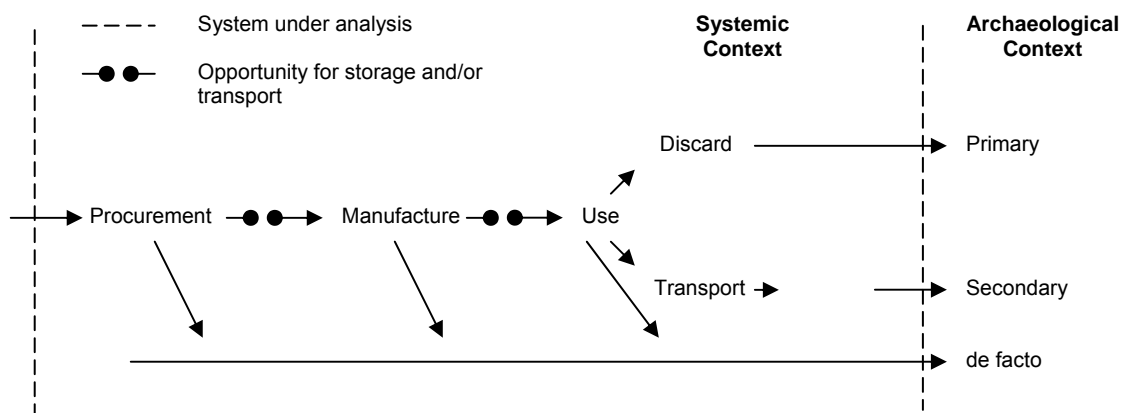 System under analysis
Opportunity for storage and/or
transport
Systemic
Context
Archaeological
Context
Discard
Primary
Procurement
Manufacture
Use
Transport
Secondary
de facto